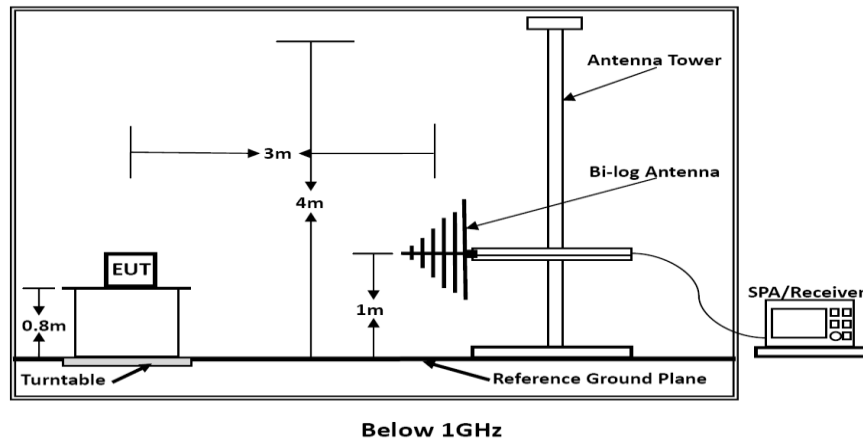 Antenna Tower
3m
Bi-log Antenna
4m
EUT
SPA/Receiver
0.8m
1m
Turntable
Reference Ground Plane
Below 1GHz